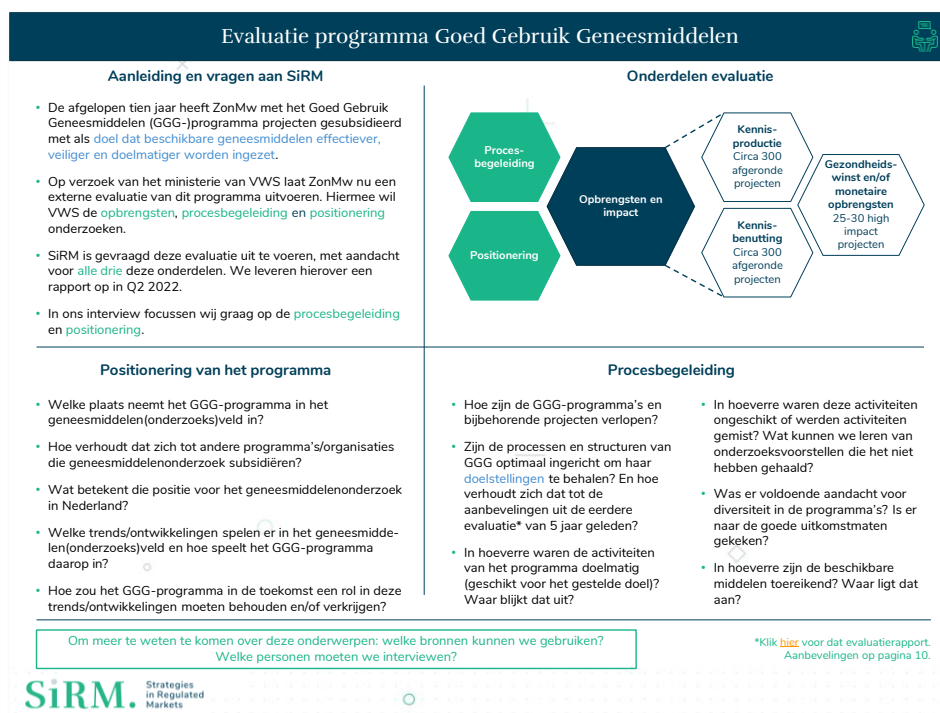 Evaluatie programma Goed Gebruik Geneesmiddelen
Aanleiding en vragen aan SiRM
• De afgelopen tien jaar heeft ZonMw met het Goed Gebruik
Geneesmiddelen (GGG-)programma projecten gesubsidieerd
met als doel dat beschikbare geneesmiddelen effectiever,
veiliger en doelmatiger worden ingezet.
• Op verzoek van het ministerie van VWS laat ZonMw nu een
externe evaluatie van dit programma uitvoeren. Hiermee wil
VWS de opbrengsten, procesbegeleiding en positionering
onderzoeken.
• SiRM is gevraagd deze evaluatie uit te voeren, met aandacht
voor alle drie deze onderdelen. We leveren hierover een
rapport op in Q2 2022.
• In ons interview focussen wij graag op de procesbegeleiding
en positionering.
Onderdelen evaluatie
Proces-
begeleiding
Positionering
Opbrengsten en
impact
Kennis-
productie
Circa 300
afgeronde
projecten
Kennis-
benutting
Circa 300
afgeronde
projecten
Gezondheids-
winst en/of
monetaire
opbrengsten
25-30 high
impact
projecten
Positionering van het programma
• Welke plaats neemt het GGG-programma in het
geneesmiddelen(onderzoeks)veld in?
• Hoe verhoudt dat zich tot andere programma's/organisaties
die geneesmiddelenonderzoek subsidiëren?
• Wat betekent die positie voor het geneesmiddelenonderzoek
in Nederland?
• Welke trends/ontwikkelingen spelen er in het geneesmidde-
len(onderzoeks)veld en hoe speelt het GGG-programma
daarop in?
• Hoe zou het GGG-programma in de toekomst een rol in deze
trends/ontwikkelingen moeten behouden en/of verkrijgen?
Procesbegeleiding
• Hoe zijn de GGG-programma's en
bijbehorende projecten verlopen?
• Zijn de processen en structuren van
GGG optimaal ingericht om haar
doelstellingen te behalen? En hoe
verhoudt zich dat tot de
aanbevelingen uit de eerdere
evaluatie* van 5 jaar geleden?
• In hoeverre waren de activiteiten
van het programma doelmatig
(geschikt voor het gestelde doel)?
Waar blijkt dat uit?
• In hoeverre waren deze activiteiten
ongeschikt of werden activiteiten
gemist? Wat kunnen we leren van
onderzoeksvoorstellen die het niet
hebben gehaald?
• Was er voldoende aandacht voor
diversiteit in de programma's? Is er
naar de goede uitkomstmaten
gekeken?
• In hoeverre zijn de beschikbare
middelen toereikend? Waar ligt dat
aan?
Om meer te weten te komen over deze onderwerpen: welke bronnen kunnen we gebruiken?
Welke personen moeten we interviewen?
*Klik hier voor dat evaluatierapport.
Aanbevelingen op pagina 10.
SiRM.
Strategies
in Regulated
Markets